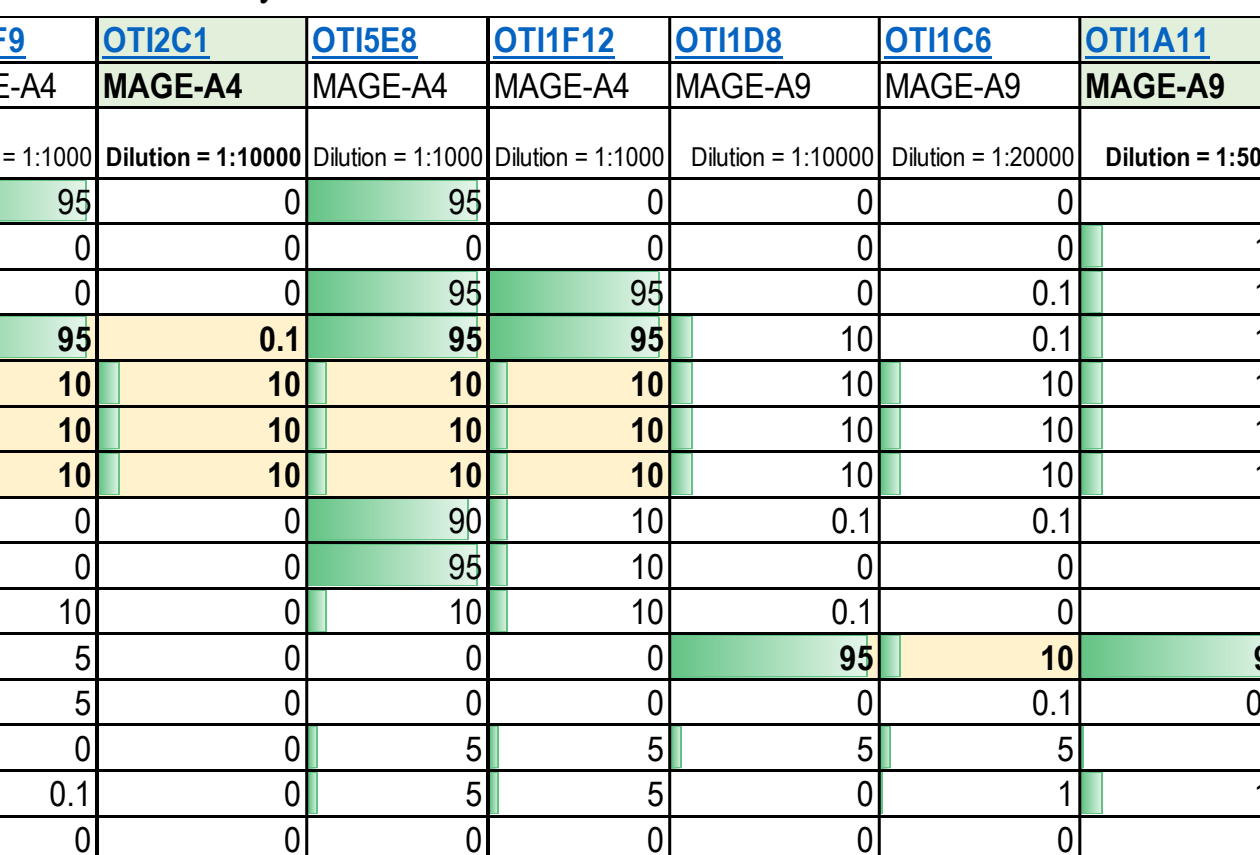 F9 OTI2C1 OTI5E8 OTI1F12 OTI1D8 OTI1C6 OTI1A11
E-A4 MAGE-A4 MAGE-A4 MAGE-A4 MAGE-A9 MAGE-A9 MAGE-A9
= 1:1000 Dilution = 1:10000 Dilution = 1:1000 Dilution = 1:1000 Dilution = 1:10000 Dilution = 1:20000 Dilution = 1:50
95 0 95 0 0 0
0 0 0 0 0 0
0 0 95 95 0 0.1
95 0.1 95 95 10 0.1
10 10 10 10 10 10
10 10 10 10 10 10
10 10 10 10 10 10
0 0 90 10 0.1 0.1
0 0 95 10 0 0
10 0 10 10 0.1 0
5 0 0 0 95 10
5 0 0 0 0 0.1 0
0 0 5 5 5 5
0.1 0 5 5 0 1
0 0 0 0 0 0